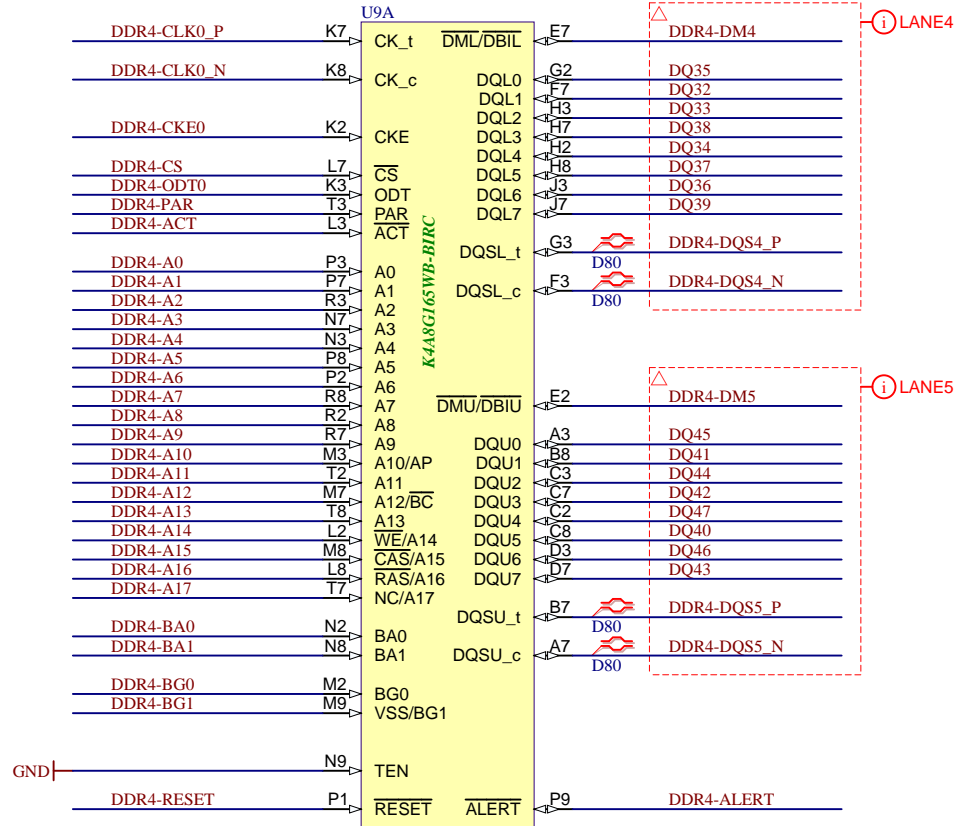 U9A
DDR4-CLK0_P K7 CK_t DML/DBIL E7 DDR4-DM4 i LANE4
DDR4-CLK0_N K8 CK_c DQL0 G2 DQ35
DQL1 F7 DQ32
DQL2 H3 DQ33
DDR4-CKE0 K2 CKE DQL3 H7 DQ38
DQL4 H2 DQ34
DDR4-CS L7 CS DQL5 H8 DQ37
DDR4-ODT0 K3 ODT DQL6 J3 DQ36
DDR4-PAR T3 PAR DQL7 J7 DQ39
DDR4-ACT L3 ACT
K4A8G165WB-BIRC
DQSL_t G3 D80 DDR4-DQS4_P
DDR4-A0 P3 A0
DDR4-A1 P7 A1 DQSL_c F3 D80 DDR4-DQS4_N
DDR4-A2 R3 A2
DDR4-A3 N7 A3
DDR4-A4 N3 A4
DDR4-A5 P8 A5
DDR4-A6 P2 A6 i LANE5
DDR4-A7 R8 A7 DMU/DBIU E2 DDR4-DM5
DDR4-A8 R2 A8
DDR4-A9 R7 A9 DQU0 A3 DQ45
DDR4-A10 M3 A10/AP DQU1 B8 DQ41
DDR4-A11 T2 A11 DQU2 C3 DQ44
DDR4-A12 M7 A12/BC DQU3 C7 DQ42
DDR4-A13 T8 A13 DQU4 C2 DQ47
DDR4-A14 L2 WE/A14 DQU5 C8 DQ40
DDR4-A15 M8 CAS/A15 DQU6 D3 DQ46
DDR4-A16 L8 RAS/A16 DQU7 D7 DQ43
DDR4-A17 T7 NC/A17
DQSU_t B7 D80 DDR4-DQS5_P
DDR4-BA0 N2 BA0
DDR4-BA1 N8 BA1 DQSU_c A7 D80 DDR4-DQS5_N
DDR4-BG0 M2 BG0
DDR4-BG1 M9 VSS/BG1
GND N9 TEN
DDR4-RESET P1 RESET ALERT P9 DDR4-ALERT